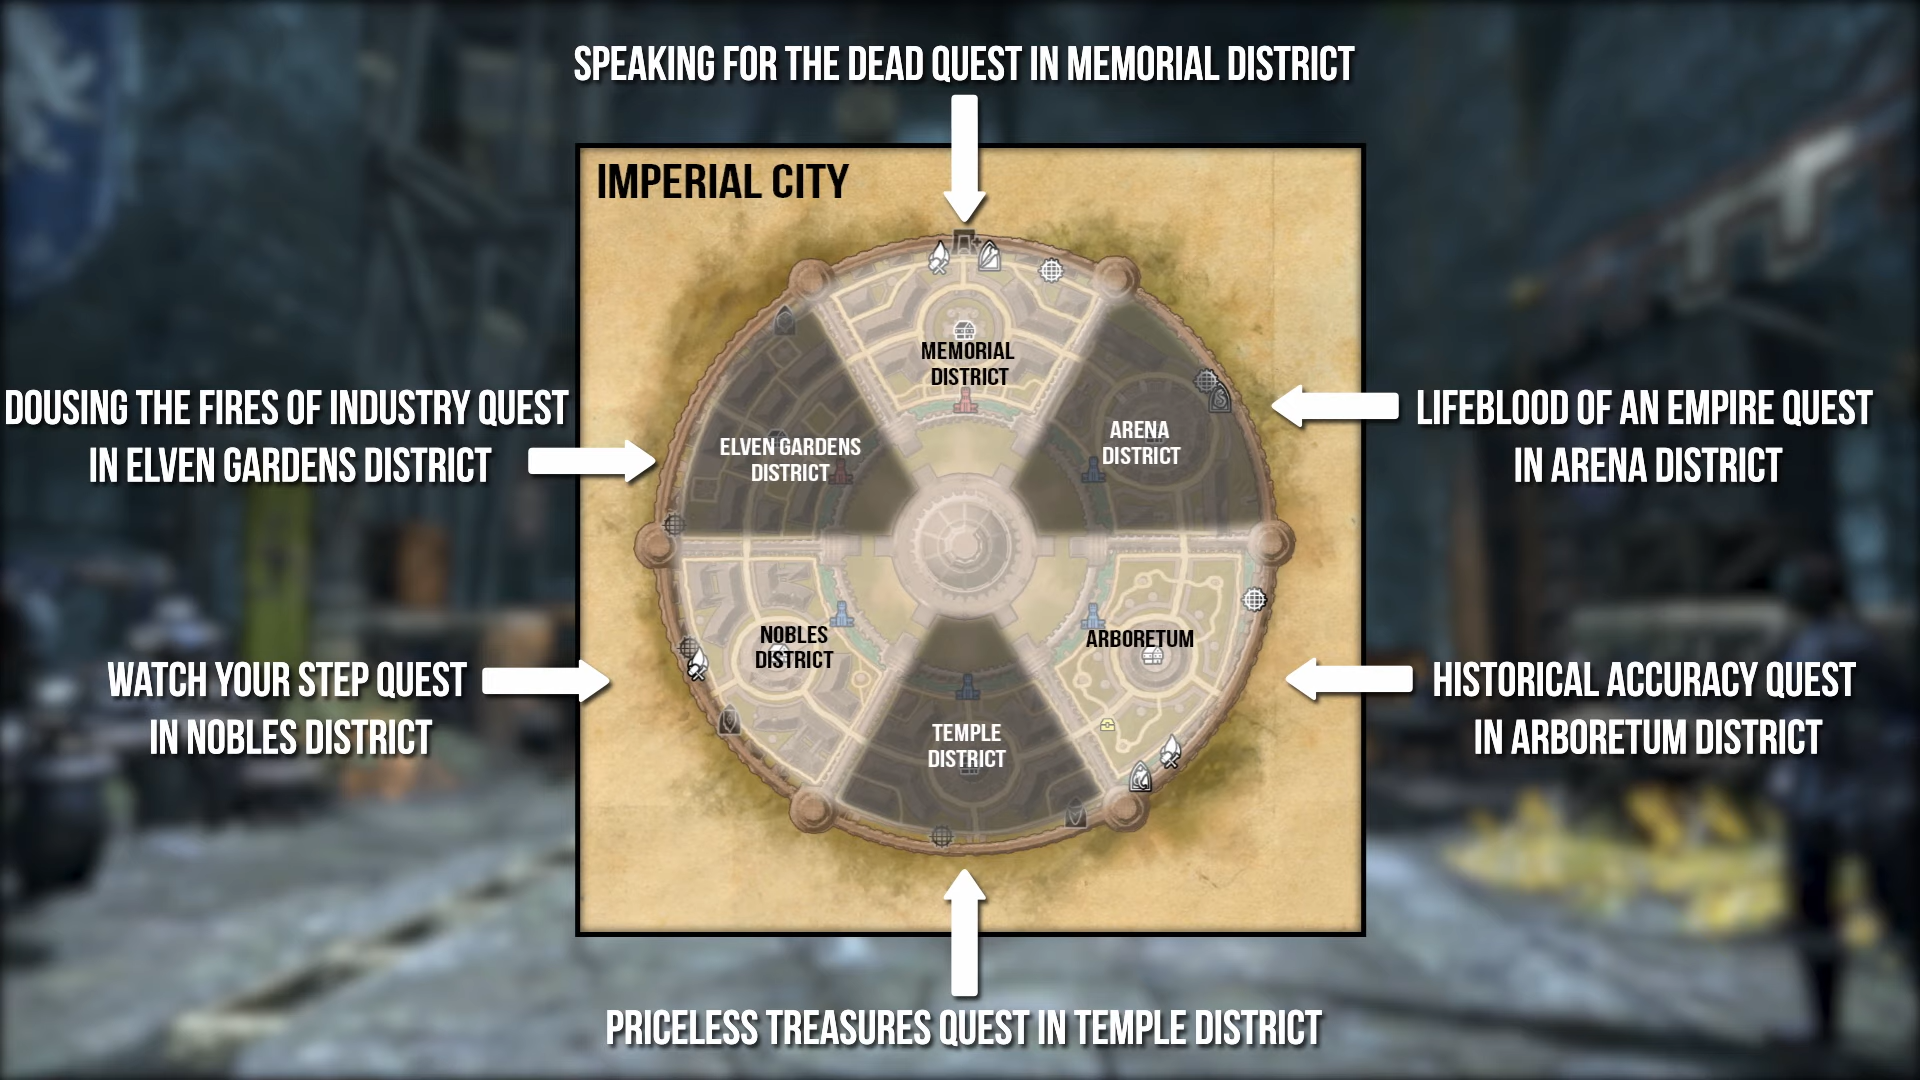 SPEAKING FOR THE DEAD QUEST IN MEMORIAL DISTRICT
IMPERIAL CITY
MEMORIAL
DISTRICT
DOUSING THE FIRES OF INDUSTRY QUEST
IN ELVEN GARDENS DISTRICT
ELVEN GARDENS
DISTRICT
ARENA
DISTRICT
LIFEBLOOD OF AN EMPIRE QUEST
IN ARENA DISTRICT
WATCH YOUR STEP QUEST
IN NOBLES DISTRICT
NOBLES
DISTRICT
ARBORETUM
HISTORICAL ACCURACY QUEST
IN ARBORETUM DISTRICT
TEMPLE
DISTRICT
PRICELESS TREASURES QUEST IN TEMPLE DISTRICT